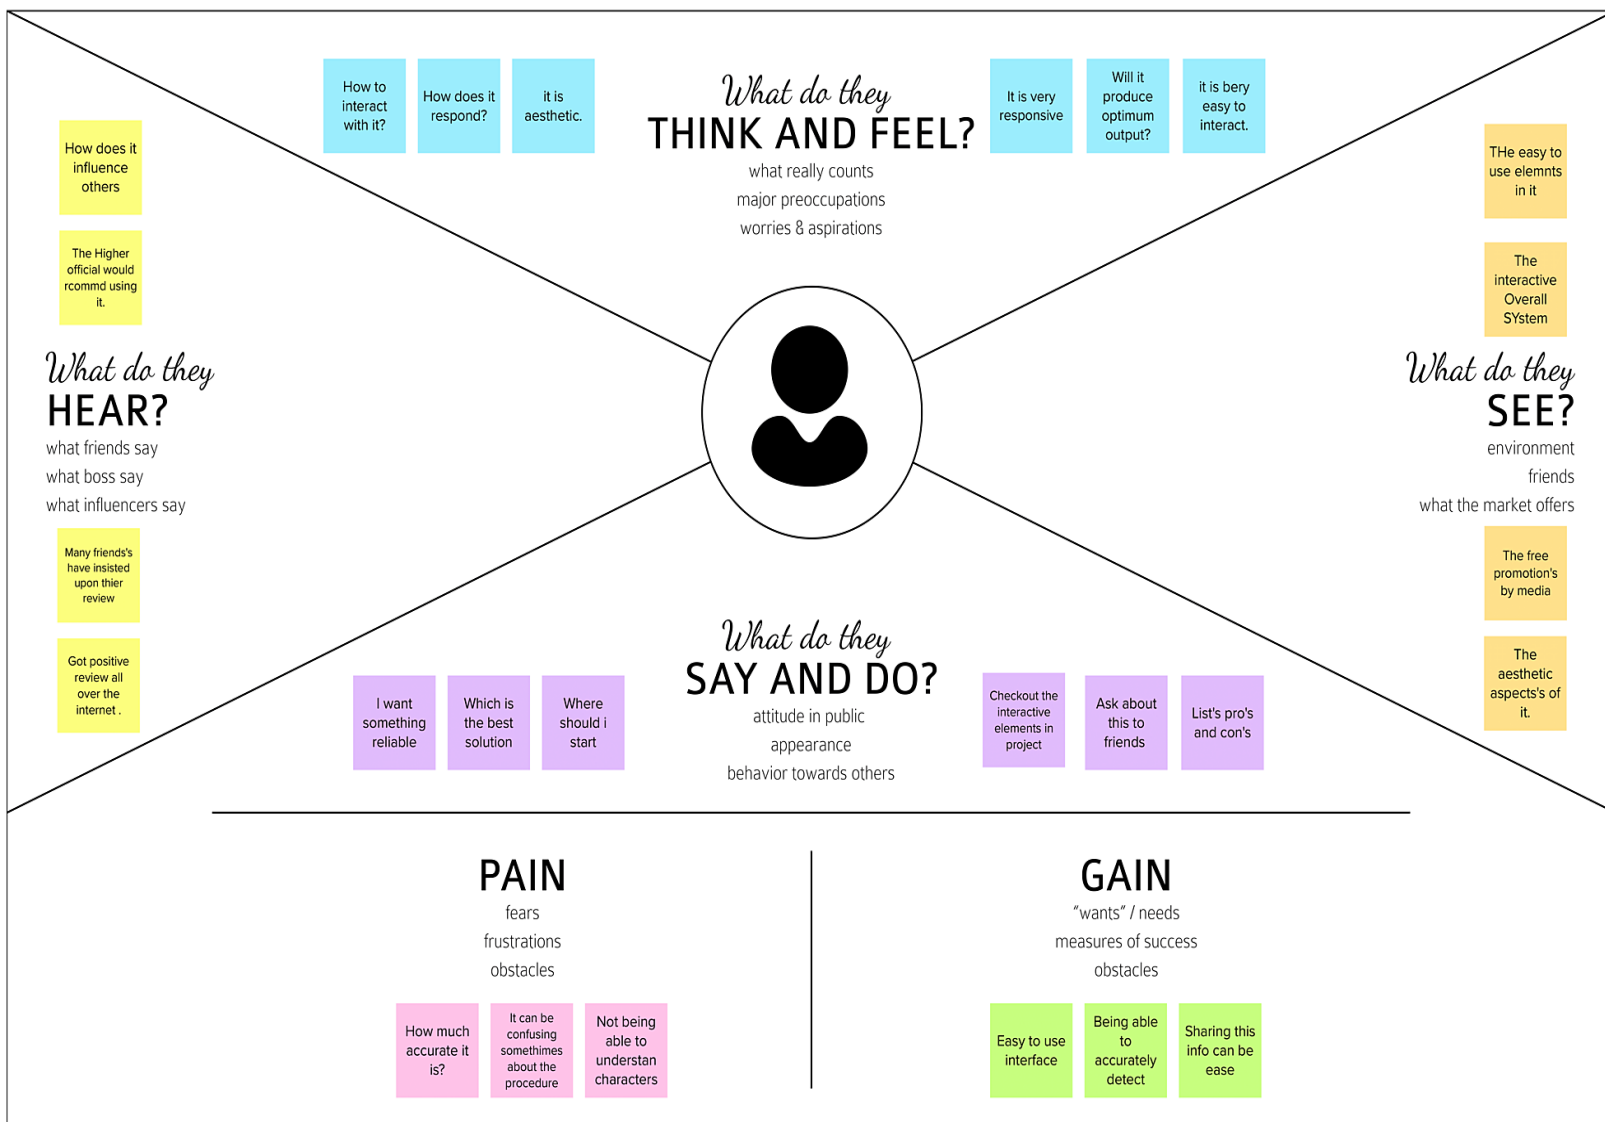 How to
interact
with it?
How does it
respond?
it is
aesthetic.
What do they
THINK AND FEEL?
what really counts
major preoccupations
worries & aspirations
It is very
responsive
Will it
produce
optimum
output?
it is bery
easy to
interact.
How does it
influence
others
The Higher
official would
rcommd using
it.
What do they
HEAR?
what friends say
what boss say
what influencers say
Many friends's
have insisted
upon thier
review
Got positive
review all
over the
internet .
THe easy to
use elemnts
in it
The
interactive
Overall
SYstem
What do they
SEE?
environment
friends
what the market offers
The free
promotion's
by media
The
aesthetic
aspects's of
it.
What do they
SAY AND DO?
attitude in public
appearance
behavior towards others
I want
something
reliable
Which is
the best
solution
Where
should i
start
Checkout the
interactive
elements in
project
Ask about
this to
friends
List's pro's
and con's
PAIN
fears
frustrations
obstacles
How much
accurate it
is?
It can be
confusing
somethimes
about the
procedure
Not being
able to
understan
characters
GAIN
“wants” / needs
measures of success
obstacles
Easy to use
interface
Being able
to
accurately
detect
Sharing this
info can be
ease